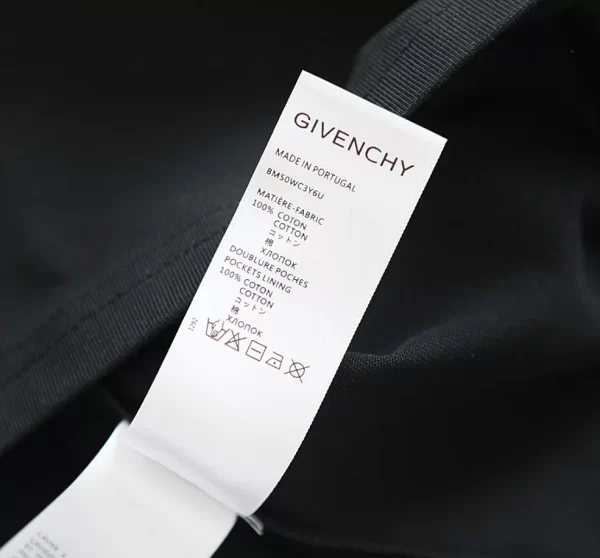 GIVENCHY
MADE IN PORTUGAL
BM50WC3Y6U
MATIÈRE-FABRIC
100% COTON
COTTON
コットン
棉
ХЛОПОК
DOUBLURE POCHES
POCKETS LINING
100% COTON
COTTON
コットン
棉
ХЛОПОК